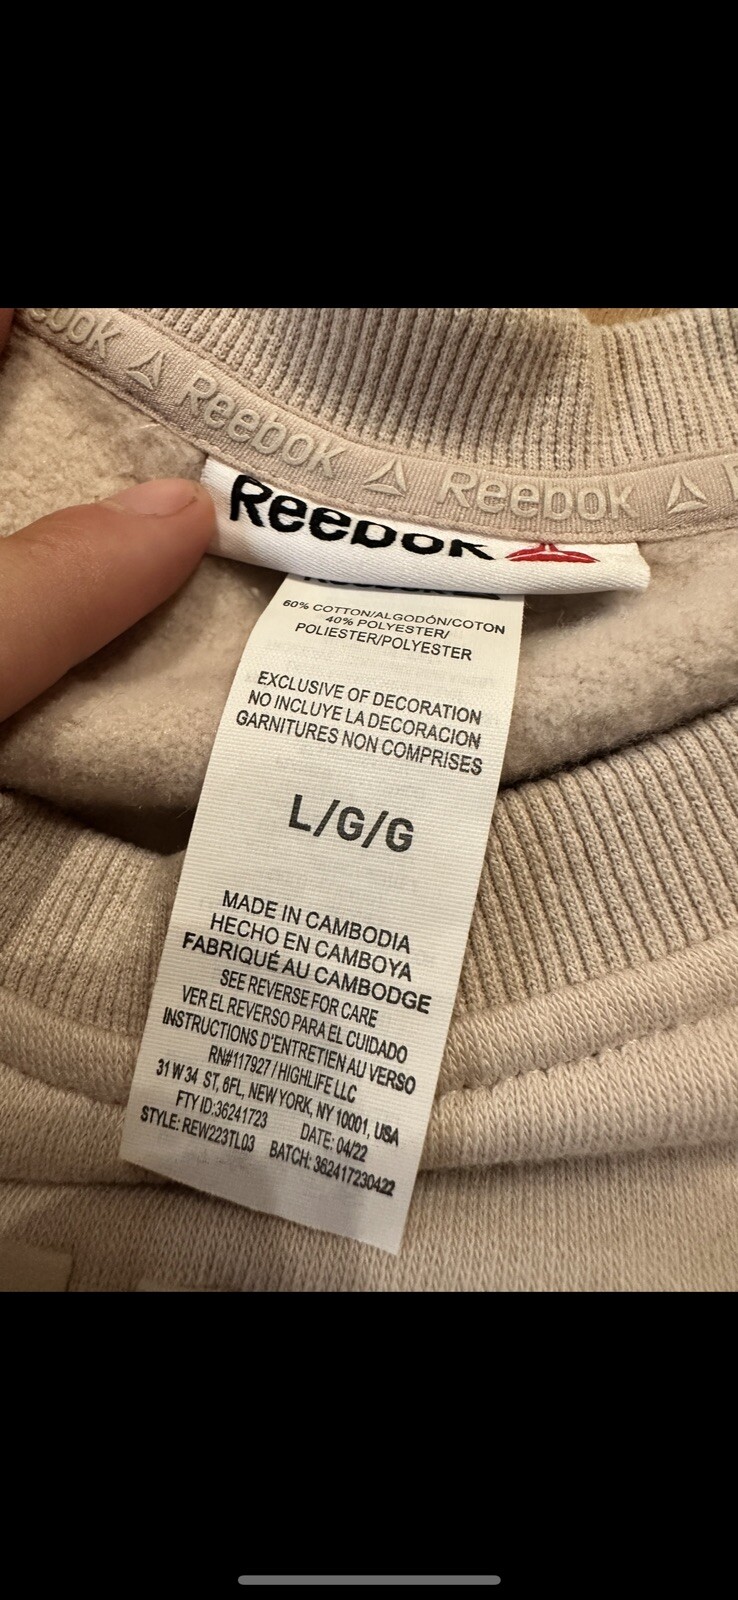 Reebok
Reebok
Reebok
60% COTTON/ALGODÓN/COTON
40% POLYESTER/
POLIESTER/POLYESTER
EXCLUSIVE OF DECORATION
NO INCLUYE LA DECORACION
GARNITURES NON COMPRISES
L/G/G
MADE IN CAMBODIA
HECHO EN CAMBOYA
FABRIQUÉ AU CAMBODGE
SEE REVERSE FOR CARE
VER EL REVERSO PARA EL CUIDADO
INSTRUCTIONS D'ENTRETIEN AU VERSO
RN#117927 / HIGHLIFE LLC
31 W 34 ST, 6FL, NEW YORK, NY 10001, USA
FTY ID:36241723 DATE: 04/22
STYLE: REW223TL03 BATCH: 362417230422